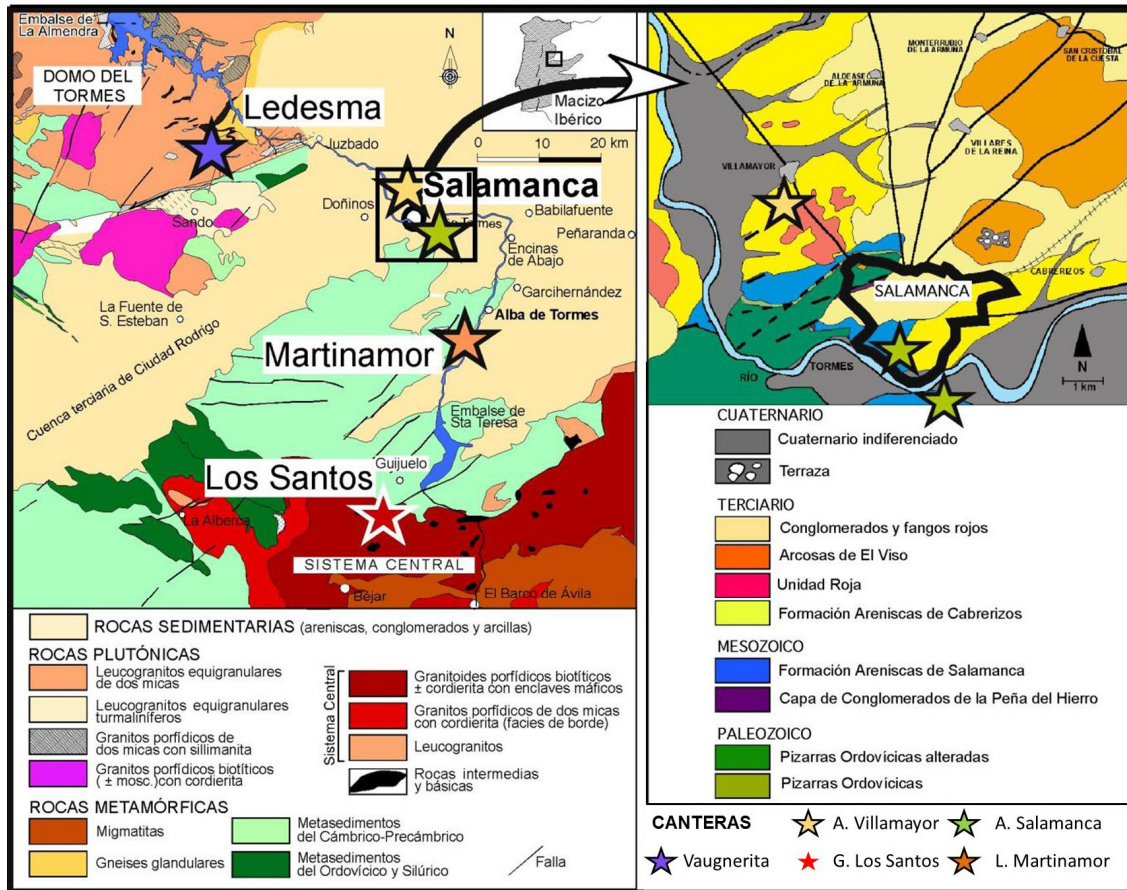 Embalse de
La Almendra
DOMO DEL
TORMES
Ledesma
Juzbado
N
Macizo
Ibérico
0 10 20 km
Salamanca
Doñinos
Tormes
Babilafuente
Peñaranda
Encinas
de Abajo
Sando
Garcihernández
La Fuente de
S. Esteban
Alba de Tormes
Martinamor
Cuenca terciaria de Ciudad Rodrigo
Embalse de
Sta Teresa
Guijuelo
Los Santos
La Alberca
SISTEMA CENTRAL
Béjar
El Barco de Ávila
MONTERRUBIO
DE LA ARMUNA
SAN CRISTOBAL
DE LA CUESTA
ALDEASECA
DE LA ARMUNA
VILLARES
DE LA REINA
VILLAMAYOR
CABRERIZOS
SALAMANCA
RÍO
TORMES
N
1 km
ROCAS SEDIMENTARIAS (areniscas, conglomerados y arcillas)
ROCAS PLUTÓNICAS
Leucogranitos equigranulares
de dos micas
Leucogranitos equigranulares
turmaliníferos
Granitos porfídicos de
dos micas con sillimanita
Granitos porfídicos biotíticos
( ± mosc.)con cordierita
Sistema Central
Granitoides porfídicos biotíticos
± cordierita con enclaves máficos
Granitos porfídicos de dos micas
con cordierita (facies de borde)
Leucogranitos
Rocas intermedias
y básicas
ROCAS METAMÓRFICAS
Migmatitas
Gneises glandulares
Metasedimentos
del Cámbrico-Precámbrico
Metasedimentos
del Ordovícico y Silúrico
Falla
CUATERNARIO
Cuaternario indiferenciado
Terraza
TERCIARIO
Conglomerados y fangos rojos
Arcosas de El Viso
Unidad Roja
Formación Areniscas de Cabrerizos
MESOZOICO
Formación Areniscas de Salamanca
Capa de Conglomerados de la Peña del Hierro
PALEOZOICO
Pizarras Ordovícicas alteradas
Pizarras Ordovícicas
CANTERAS
A. Villamayor
A. Salamanca
Vaugnerita
G. Los Santos
L. Martinamor